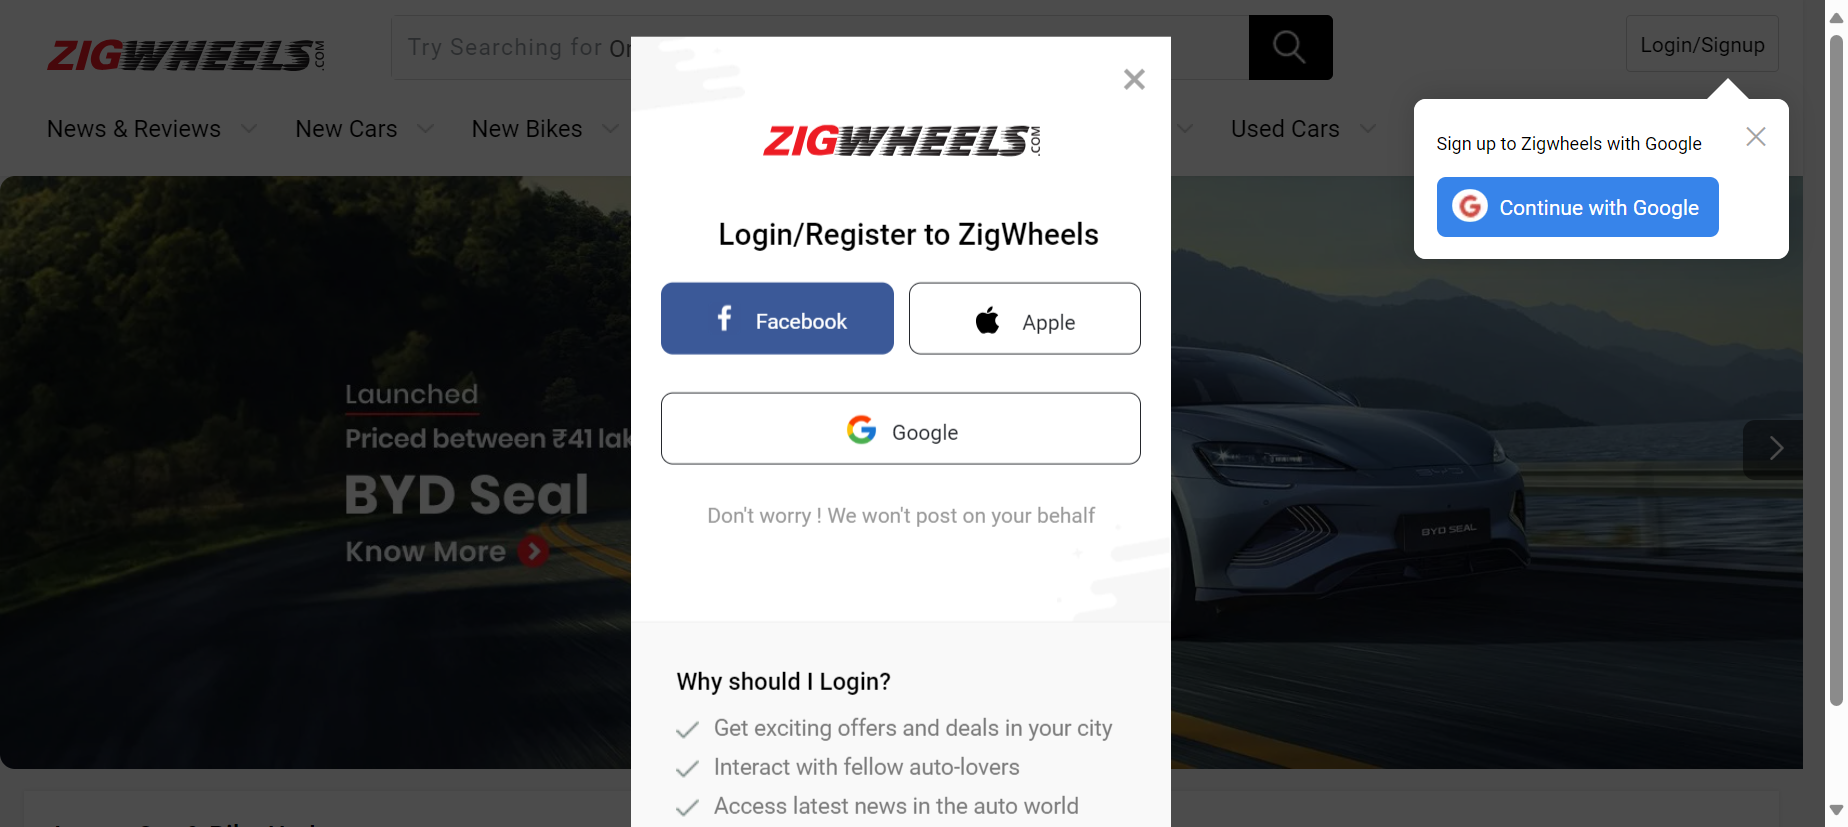 ZIGWHEELS.COM
Try Searching for
Login/Signup
News & Reviews
New Cars
New Bikes
Used Cars
Sign up to Zigwheels with Google
Continue with Google
ZIGWHEELS.COM
Login/Register to ZigWheels
Facebook
Apple
Google
Don't worry ! We won't post on your behalf
Launched
Priced between ₹41
BYD Seal
Know More
BYD
BYD SEAL
Why should I Login?
Get exciting offers and deals in your city
Interact with fellow auto-lovers
Access latest news in the auto world